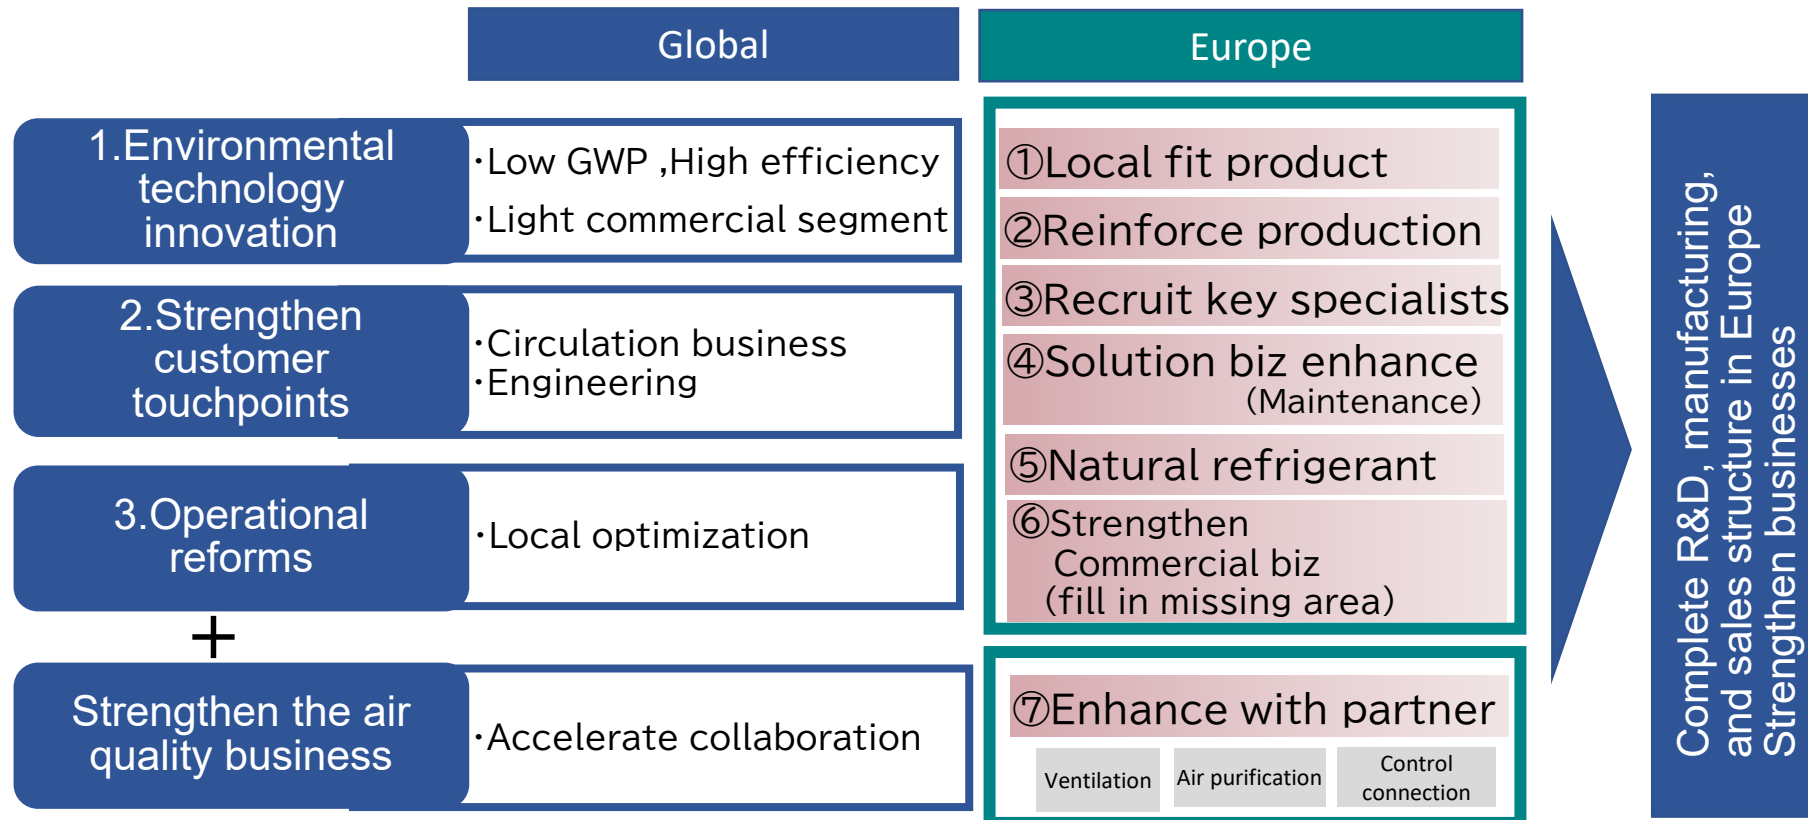 Global
Europe
1.Environmental
technology
innovation
・Low GWP ,High efficiency
・Light commercial segment
2.Strengthen
customer
touchpoints
・Circulation business
・Engineering
3.Operational
reforms
・Local optimization
+
Strengthen the air
quality business
・Accelerate collaboration
①Local fit product
②Reinforce production
③Recruit key specialists
④Solution biz enhance
(Maintenance)
⑤Natural refrigerant
⑥Strengthen
Commercial biz
(fill in missing area)
⑦Enhance with partner
Ventilation
Air purification
Control
connection
Complete R&D, manufacturing,
and sales structure in Europe
Strengthen businesses